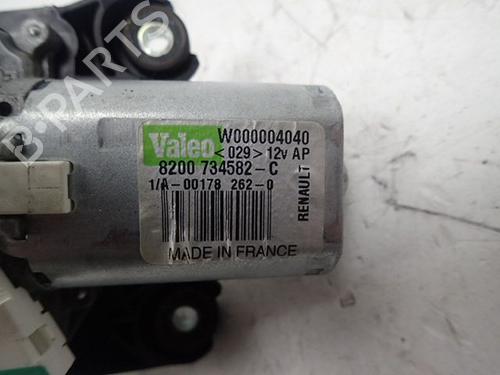 Valeo W000004040
<029> 12v AP
8200 734582-C
1/A-00178 262-0
RENAULT
MADE IN FRANCE
B-PARTS